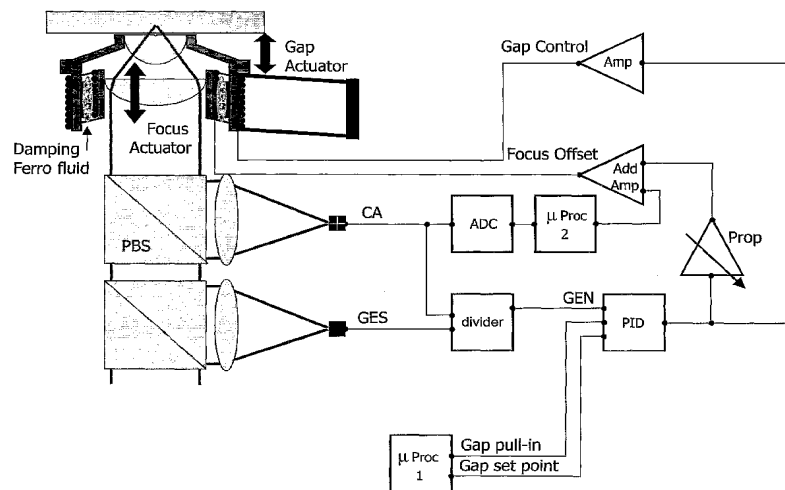 Gap
Actuator
Gap Control
Amp
Focus
Actuator
Damping
Ferro fluid
Focus Offset
Add
Amp
PBS
CA
ADC
μ Proc
2
Prop
GES
divider
GEN
PID
μ Proc
1
Gap pull-in
Gap set point